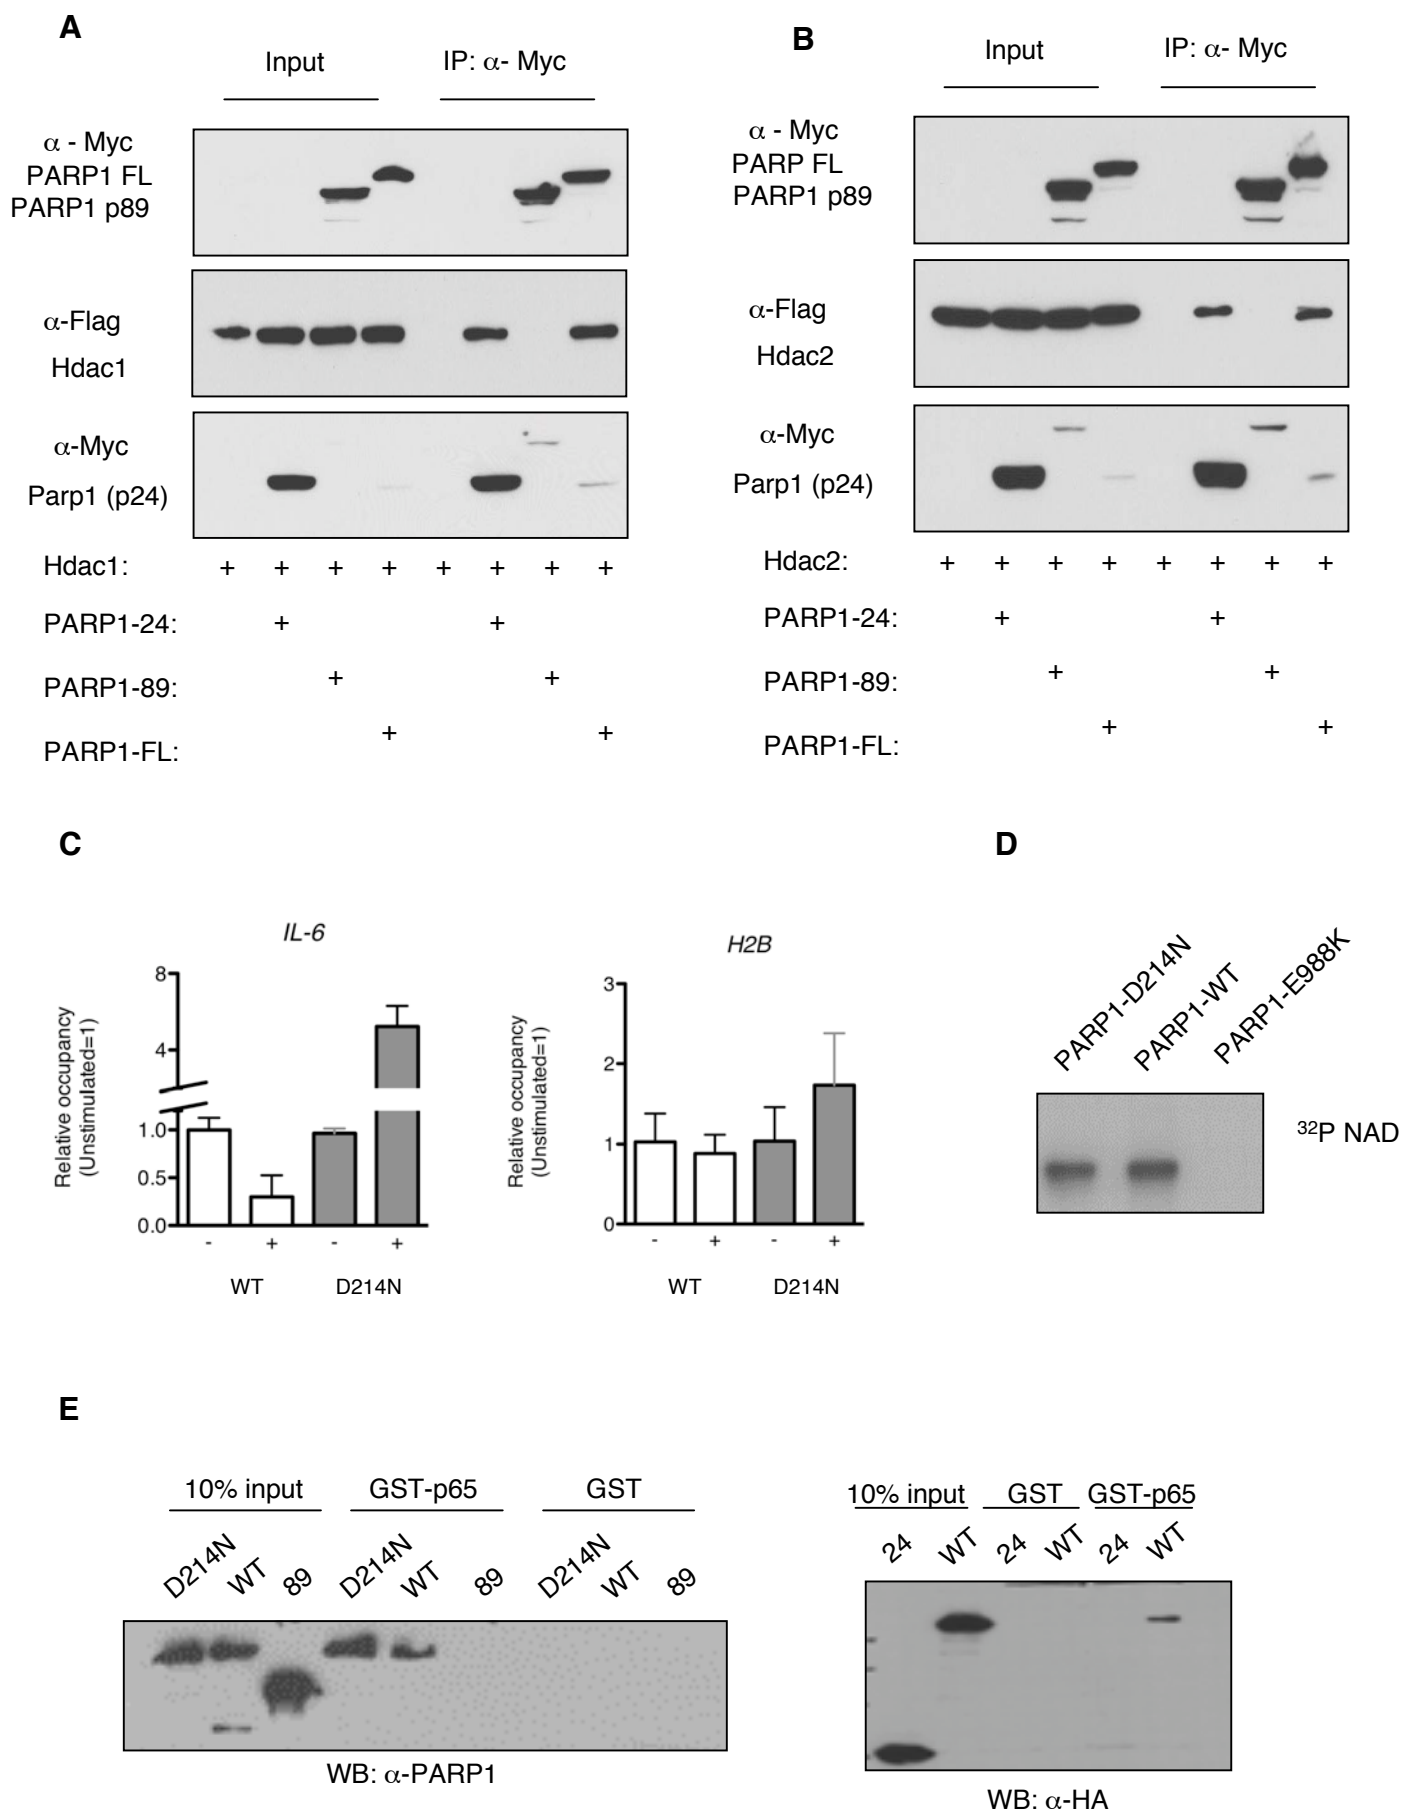 A
Input
IP: α- Myc
α - Myc
PARP1 FL
PARP1 p89
α-Flag
Hdac1
α-Myc
Parp1 (p24)
Hdac1: + + + + + + + +
PARP1-24: + +
PARP1-89: + +
PARP1-FL: + +
B
Input
IP: α- Myc
α - Myc
PARP FL
PARP1 p89
α-Flag
Hdac2
α-Myc
Parp1 (p24)
Hdac2: + + + + + + + +
PARP1-24: + +
PARP1-89: + +
PARP1-FL: + +
C
IL-6
Relative occupancy
(Unstimulated=1)
8
4
1.0
0.5
0.0
- + - +
WT D214N
H2B
Relative occupancy
(Unstimulated=1)
3
2
1
0
- + - +
WT D214N
D
PARP1-D214N
PARP1-WT
PARP1-E988K
³²P NAD
E
10% input GST-p65 GST
D214N WT 89 D214N WT 89 D214N WT 89
WB: α-PARP1
10% input GST GST-p65
24 WT 24 WT 24 WT
WB: α-HA